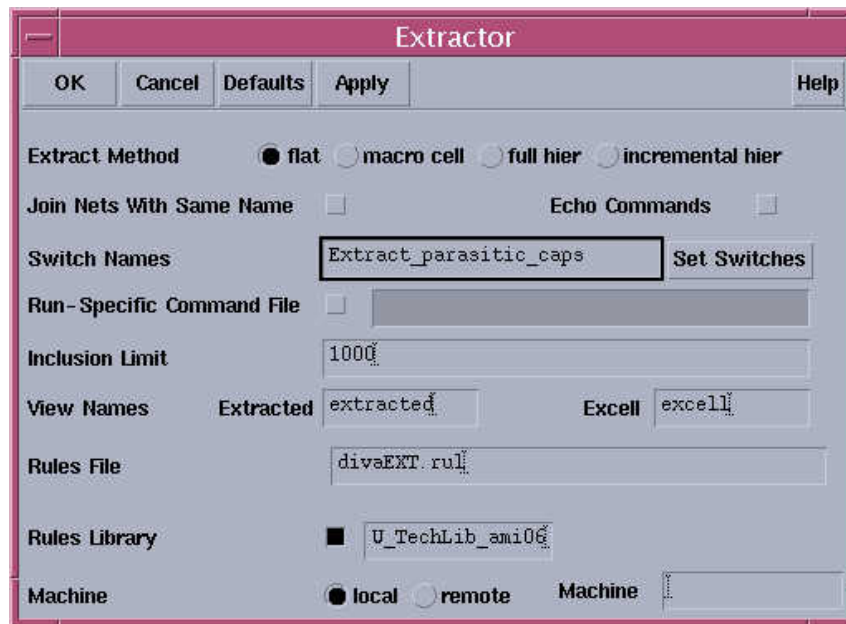 Extractor
OK Cancel Defaults Apply Help
Extract Method flat macro cell full hier incremental hier
Join Nets With Same Name Echo Commands
Switch Names Extract_parasitic_caps Set Switches
Run-Specific Command File
Inclusion Limit 1000
View Names Extracted extracted Excell excell
Rules File divaEXT.rul
Rules Library U_TechLib_ami06
Machine local remote Machine